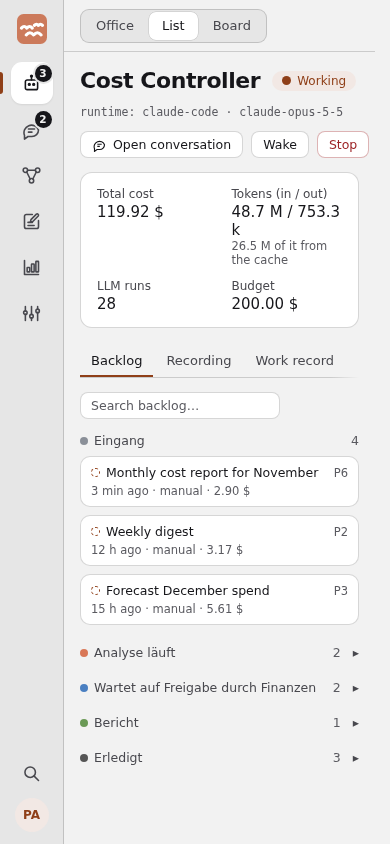 Office List Board
3
2
Cost Controller
Working
runtime: claude-code · claude-opus-5-5
Open conversation Wake Stop
Total cost
119.92 $
Tokens (in / out)
48.7 M / 753.3
k
26.5 M of it from
the cache
LLM runs
28
Budget
200.00 $
Backlog Recording Work record
Search backlog...
Eingang 4
Monthly cost report for November P6
3 min ago · manual · 2.90 $
Weekly digest P2
12 h ago · manual · 3.17 $
Forecast December spend P3
15 h ago · manual · 5.61 $
Analyse läuft 2
Wartet auf Freigabe durch Finanzen 2
Bericht 1
Erledigt 3
PA